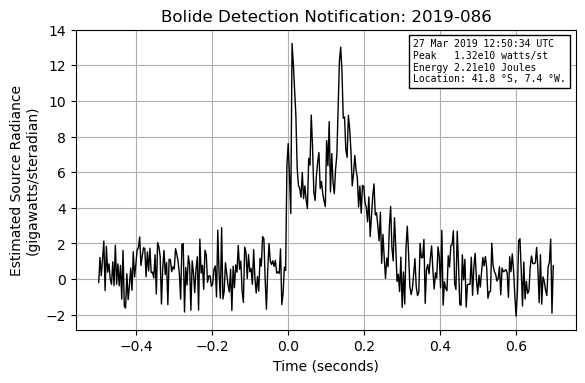 Bolide Detection Notification: 2019-086
27 Mar 2019 12:50:34 UTC
Peak   1.32e10 watts/st
Energy 2.21e10 Joules
Location: 41.8 °S, 7.4 °W.
Estimated Source Radiance
(gigawatts/steradian)
14
12
10
8
6
4
2
0
−2
−0.4 −0.2 0.0 0.2 0.4 0.6
Time (seconds)